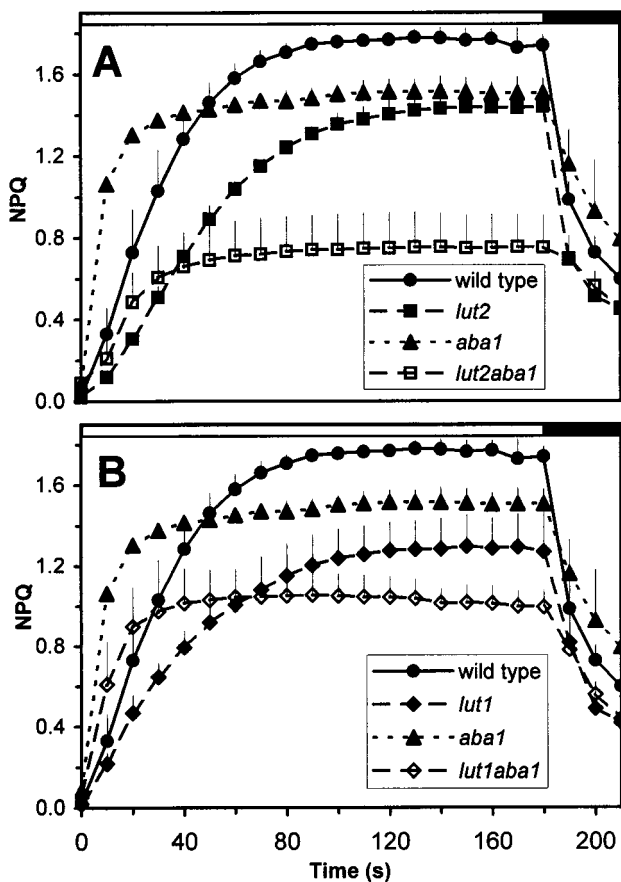 A
NPQ
1.6
1.2
0.8
0.4
0.0
wild type
lut2
aba1
lut2aba1
B
NPQ
1.6
1.2
0.8
0.4
0.0
wild type
lut1
aba1
lut1aba1
0 40 80 120 160 200
Time (s)